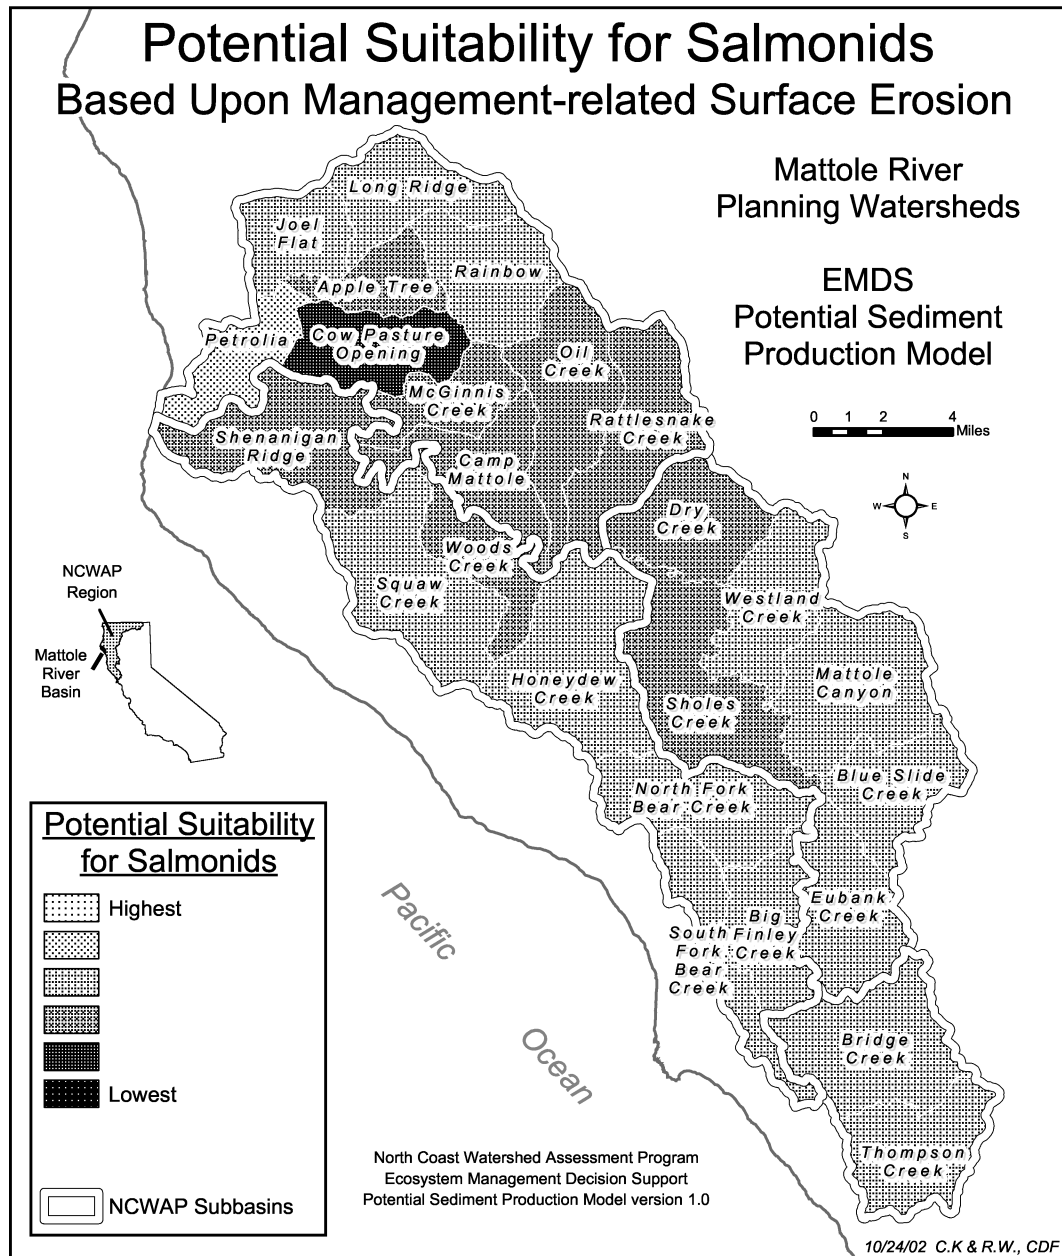 Potential Suitability for Salmonids
Based Upon Management-related Surface Erosion
Mattole River
Planning Watersheds
EMDS
Potential Sediment
Production Model
0 1 2 4
Miles
N
W E
S
Long Ridge
Joel
Flat
Rainbow
Apple Tree
Petrolia
Cow Pasture
Opening
Oil
Creek
McGinnis
Creek
Rattlesnake
Creek
Shenanigan
Ridge
Camp
Mattole
Dry
Creek
Woods
Creek
Squaw
Creek
Westland
Creek
Honeydew
Creek
Mattole
Canyon
Sholes
Creek
North Fork
Bear Creek
Blue Slide
Creek
Eubank
Creek
Big
Finley
Creek
South
Fork
Bear
Creek
Bridge
Creek
Thompson
Creek
NCWAP
Region
Mattole
River
Basin
Pacific
Ocean
Potential Suitability
for Salmonids
Highest
Lowest
NCWAP Subbasins
North Coast Watershed Assessment Program
Ecosystem Management Decision Support
Potential Sediment Production Model version 1.0
10/24/02 C.K & R.W., CDF